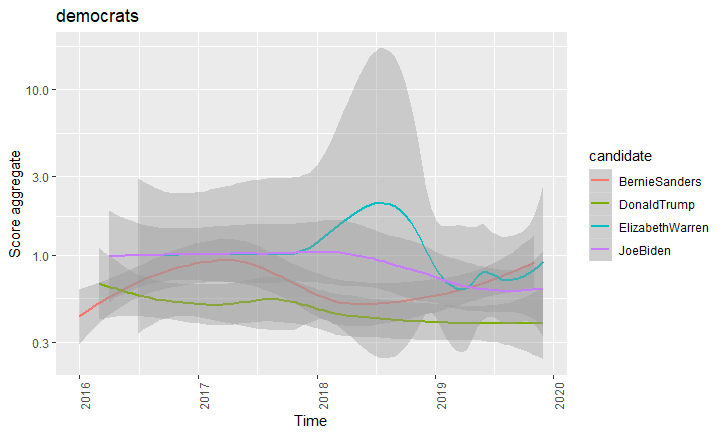 democrats
Score aggregate
10.0
3.0
1.0
0.3
2016
2017
2018
2019
2020
Time
candidate
BernieSanders
DonaldTrump
ElizabethWarren
JoeBiden